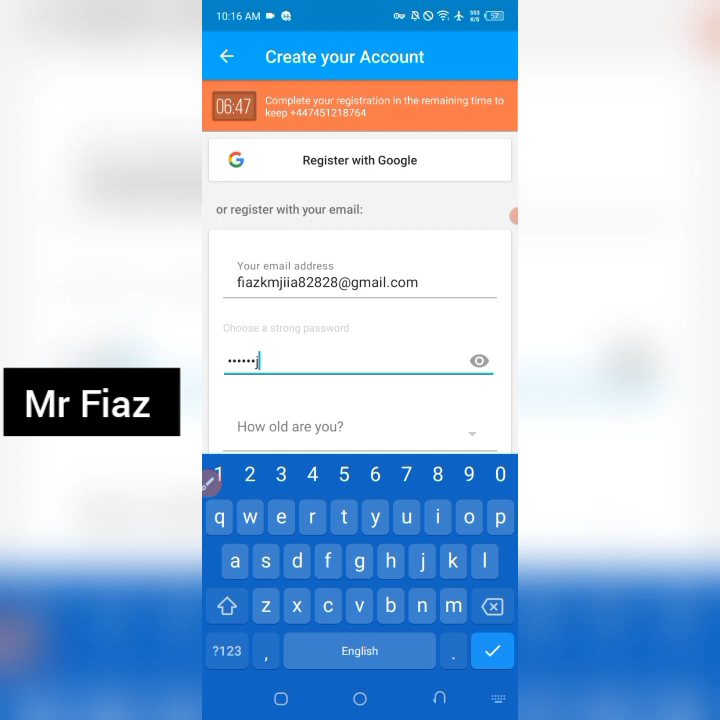 10:16 AM
553
K/S
57
Create your Account
06:47
Complete your registration in the remaining time to
keep +447451218764
G
Register with Google
or register with your email:
Your email address
fiazkmjiia82828@gmail.com
Choose a strong password
••••••j
Mr Fiaz
How old are you?
1 2 3 4 5 6 7 8 9 0
q w e r t y u i o p
a s d f g h j k l
z x c v b n m
?123 , English .